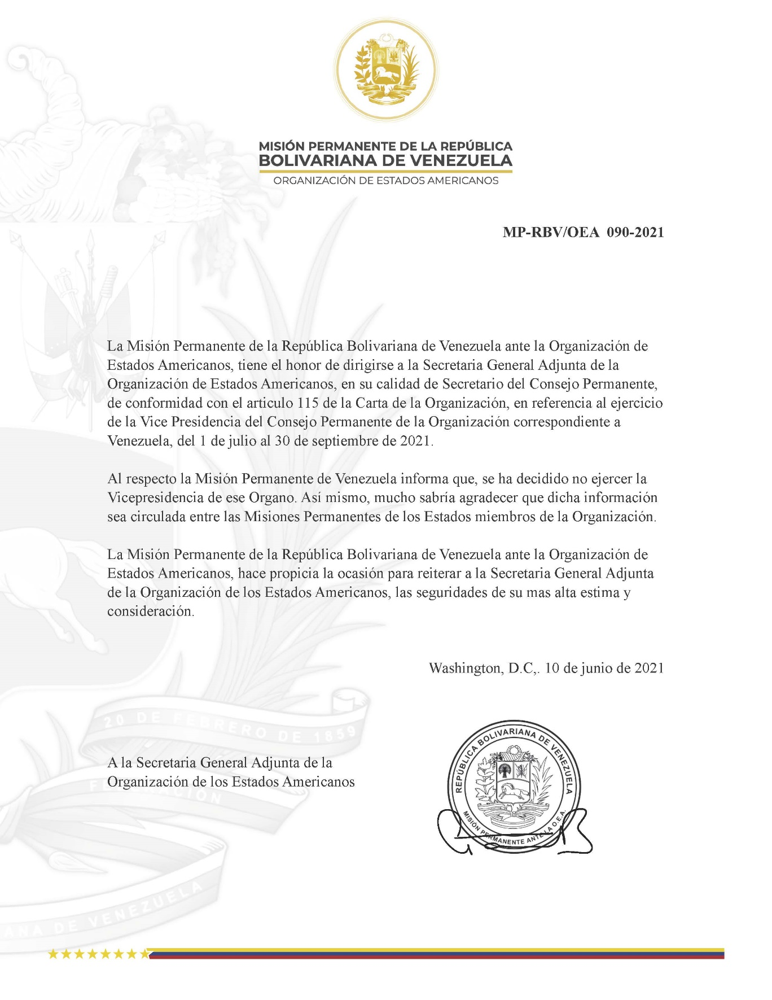 MISIÓN PERMANENTE DE LA REPÚBLICA
BOLIVARIANA DE VENEZUELA
ORGANIZACIÓN DE ESTADOS AMERICANOS
MP-RBV/OEA 090-2021
La Misión Permanente de la República Bolivariana de Venezuela ante la Organización de
Estados Americanos, tiene el honor de dirigirse a la Secretaria General Adjunta de la
Organización de Estados Americanos, en su calidad de Secretario del Consejo Permanente,
de conformidad con el articulo 115 de la Carta de la Organización, en referencia al ejercicio
de la Vice Presidencia del Consejo Permanente de la Organización correspondiente a
Venezuela, del 1 de julio al 30 de septiembre de 2021.
Al respecto la Misión Permanente de Venezuela informa que, se ha decidido no ejercer la
Vicepresidencia de ese Organo. Así mismo, mucho sabría agradecer que dicha información
sea circulada entre las Misiones Permanentes de los Estados miembros de la Organización.
La Misión Permanente de la República Bolivariana de Venezuela ante la Organización de
Estados Americanos, hace propicia la ocasión para reiterar a la Secretaria General Adjunta
de la Organización de los Estados Americanos, las seguridades de su mas alta estima y
consideración.
Washington, D.C,. 10 de junio de 2021
20 DE FEBRERO DE 1859
A la Secretaria General Adjunta de la
Organización de los Estados Americanos
REPÚBLICA BOLIVARIANA DE VENEZUELA
MISIÓN PERMANENTE ANTE LA O.E.A.
ANA DE VENEZUELA